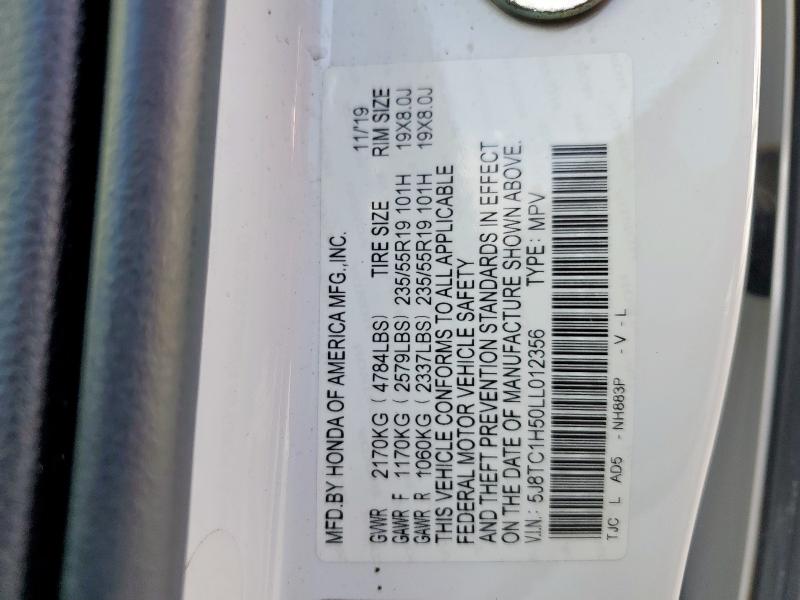 MFD.BY HONDA OF AMERICA MFG.,INC. 11/19
GVWR 2170KG ( 4784LBS) TIRE SIZE RIM SIZE
GAWR F 1170KG ( 2579LBS) 235/55R19 101H 19X8.0J
GAWR R 1060KG ( 2337LBS) 235/55R19 101H 19X8.0J
THIS VEHICLE CONFORMS TO ALL APPLICABLE
FEDERAL MOTOR VEHICLE SAFETY
AND THEFT PREVENTION STANDARDS IN EFFECT
ON THE DATE OF MANUFACTURE SHOWN ABOVE.
V.I.N.: 5J8TC1H50LL012356 TYPE: MPV
TJC L AD5 - NH883P - V - L